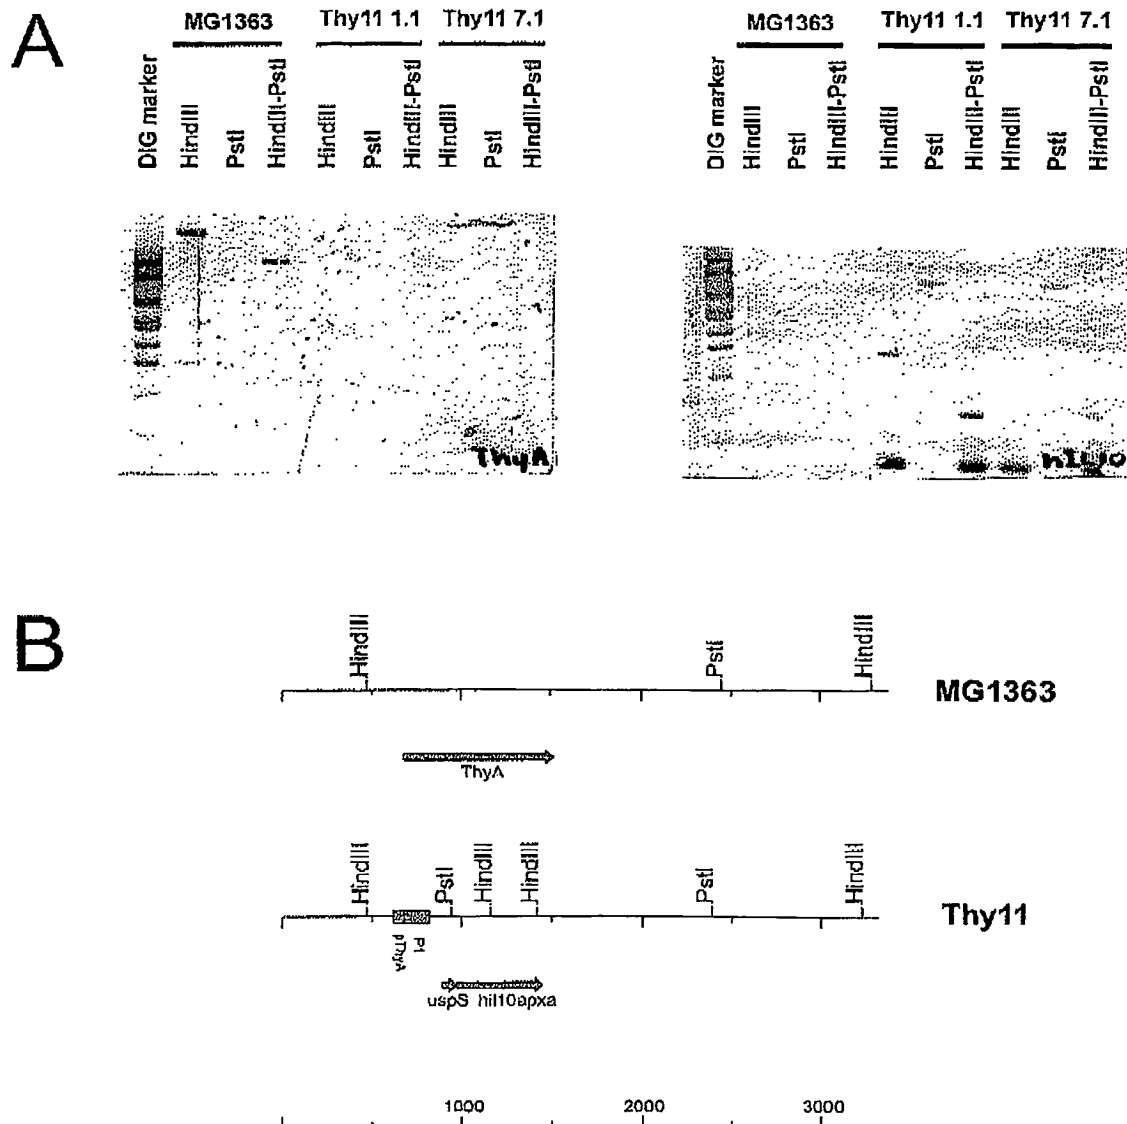 A
MG1363 Thy11 1.1 Thy11 7.1
DIG marker HindIII PstI HindIII-PstI HindIII PstI HindIII-PstI HindIII PstI HindIII-PstI
ThyA
MG1363 Thy11 1.1 Thy11 7.1
DIG marker HindIII PstI HindIII-PstI HindIII PstI HindIII-PstI HindIII PstI HindIII-PstI
B
HindIII PstI HindIII
MG1363
ThyA
HindIII PstI HindIII HindIII PstI HindIII
Thy11
P1
pThyA
uspS hil10apxa
1000 2000 3000